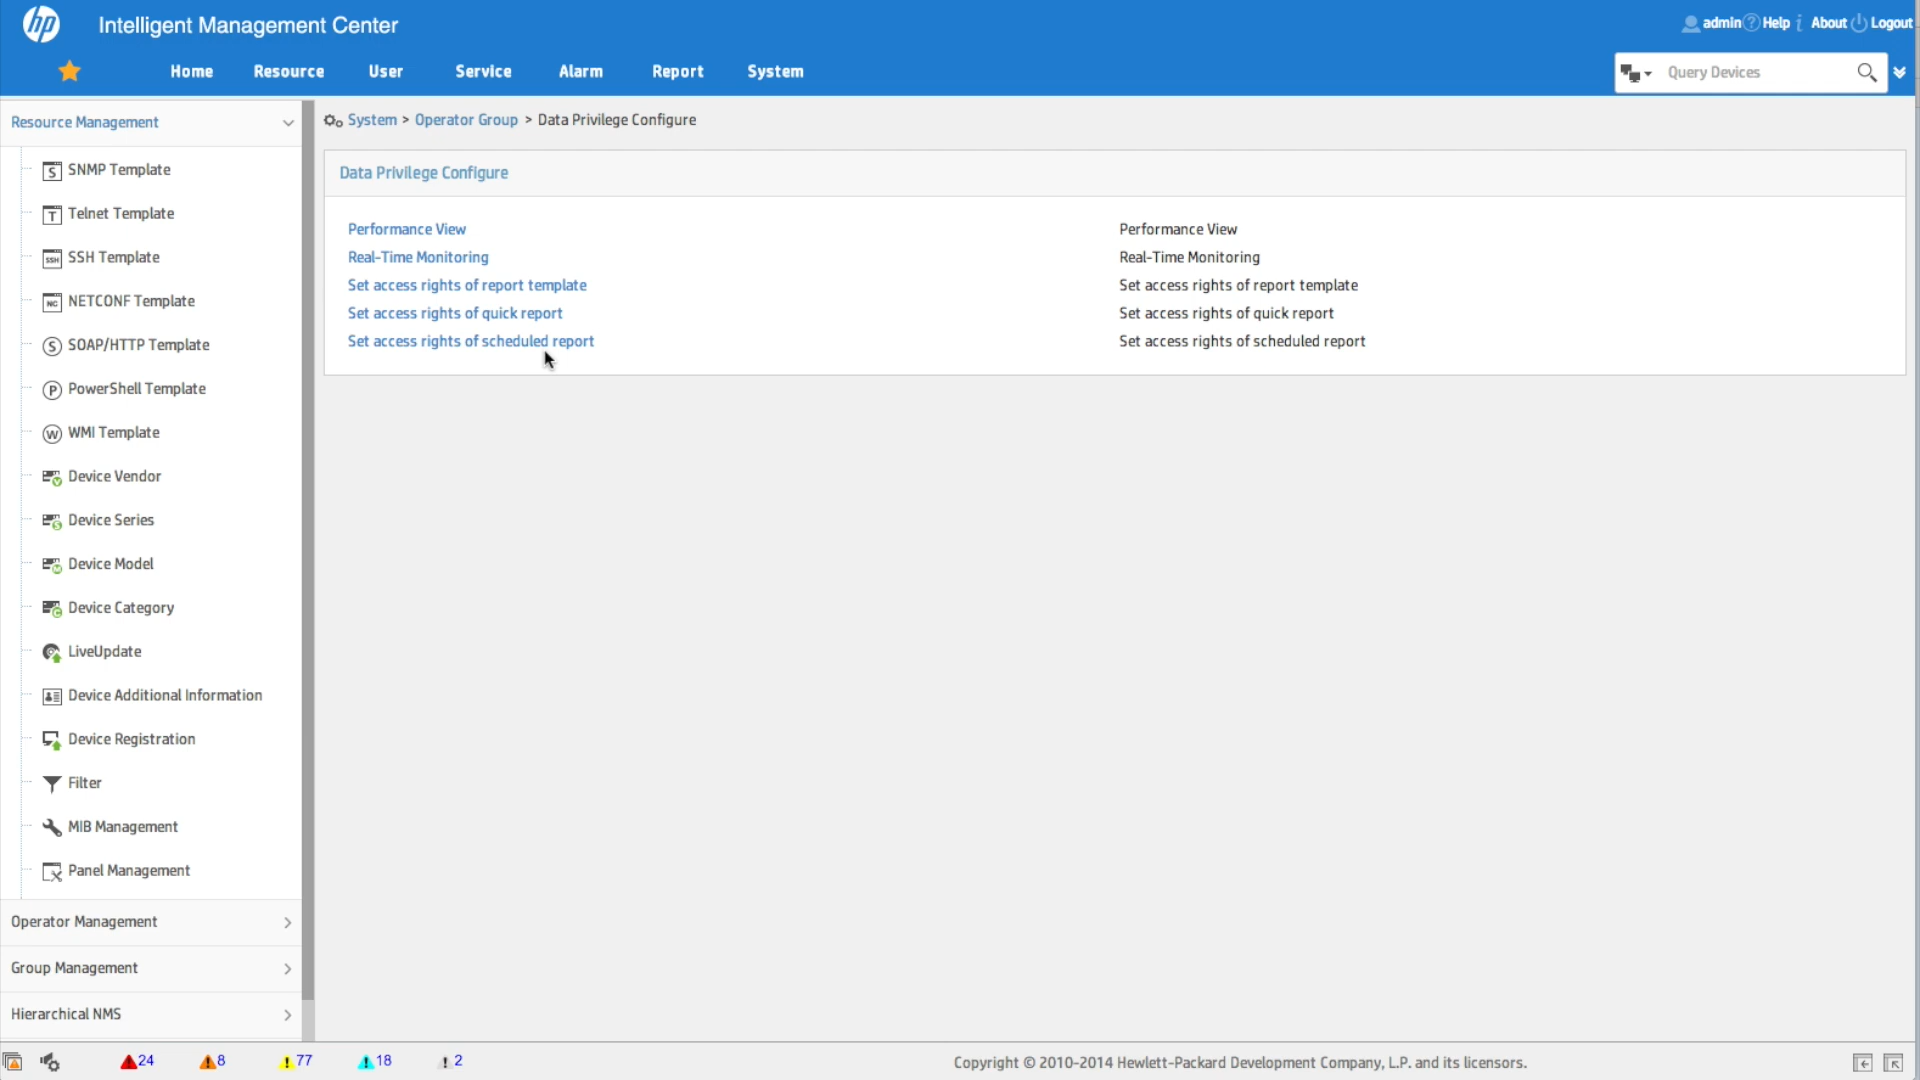 hp Intelligent Management Center
admin Help About Logout
Home Resource User Service Alarm Report System
Query Devices
Resource Management
SNMP Template
Telnet Template
SSH Template
NETCONF Template
SOAP/HTTP Template
PowerShell Template
WMI Template
Device Vendor
Device Series
Device Model
Device Category
LiveUpdate
Device Additional Information
Device Registration
Filter
MIB Management
Panel Management
Operator Management
Group Management
Hierarchical NMS
System > Operator Group > Data Privilege Configure
Data Privilege Configure
Performance View Performance View
Real-Time Monitoring Real-Time Monitoring
Set access rights of report template Set access rights of report template
Set access rights of quick report Set access rights of quick report
Set access rights of scheduled report Set access rights of scheduled report
24 8 77 18 2
Copyright © 2010-2014 Hewlett-Packard Development Company, L.P. and its licensors.